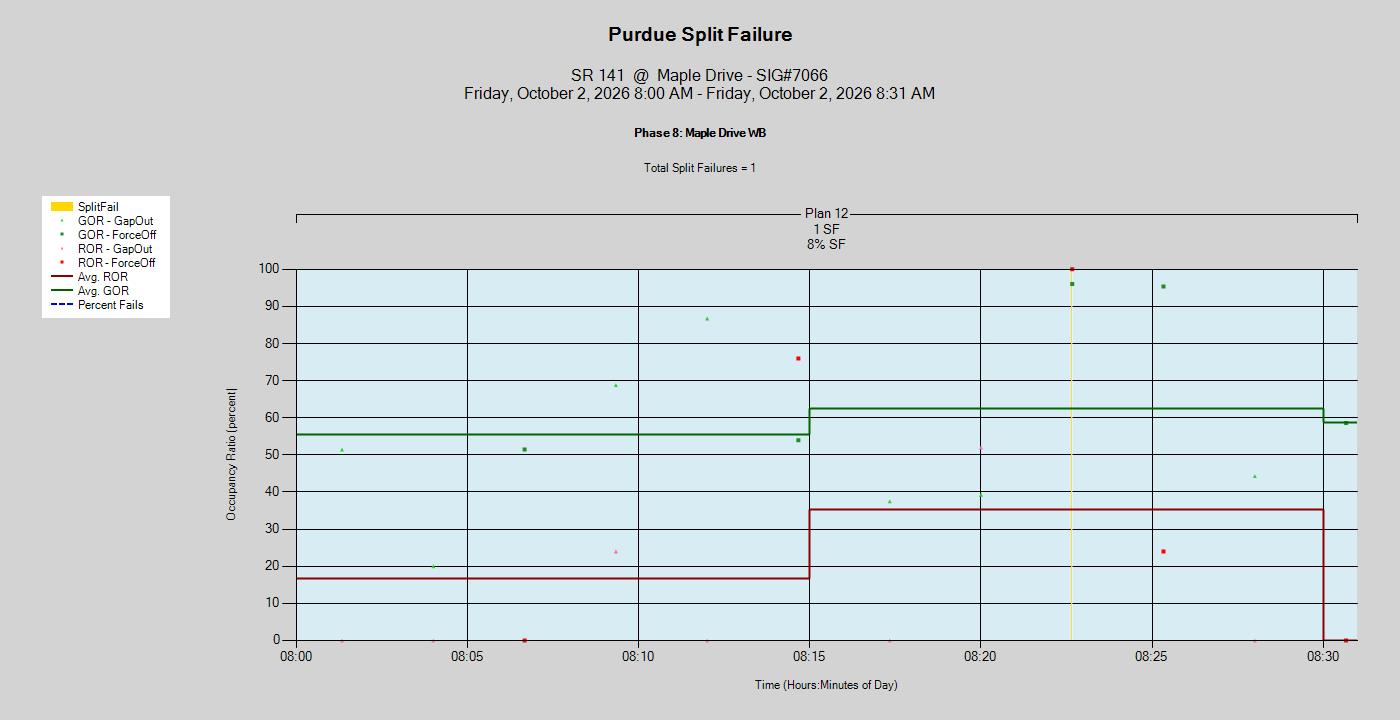 Purdue Split Failure
SR 141 @ Maple Drive - SIG#7066
Friday, October 2, 2026 8:00 AM - Friday, October 2, 2026 8:31 AM
Phase 8: Maple Drive WB
Total Split Failures = 1
SplitFail
GOR - GapOut
GOR - ForceOff
ROR - GapOut
ROR - ForceOff
Avg. ROR
Avg. GOR
Percent Fails
Plan 12
1 SF
8% SF
100
90
80
70
60
50
40
30
20
10
0
Occupancy Ratio (percent)
08:00 08:05 08:10 08:15 08:20 08:25 08:30
Time (Hours:Minutes of Day)